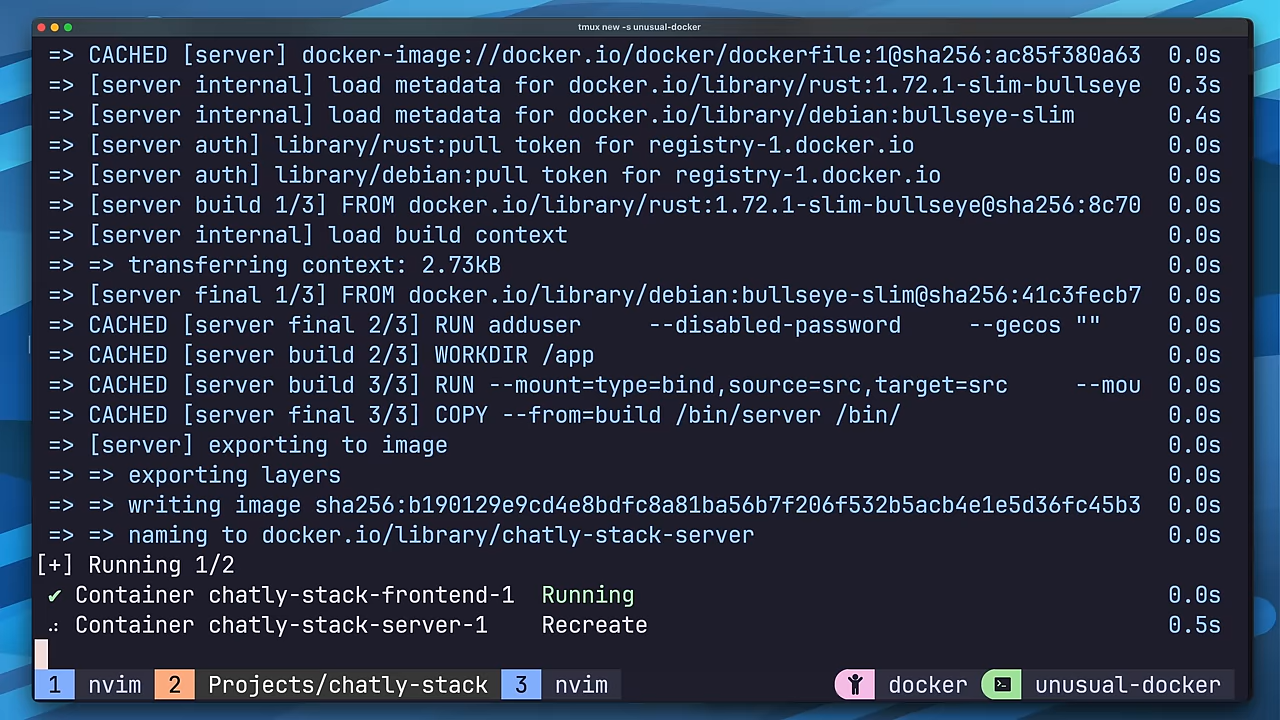 tmux new -s unusual-docker
=> CACHED [server] docker-image://docker.io/docker/dockerfile:1@sha256:ac85f380a63 0.0s
=> [server internal] load metadata for docker.io/library/rust:1.72.1-slim-bullseye 0.3s
=> [server internal] load metadata for docker.io/library/debian:bullseye-slim 0.4s
=> [server auth] library/rust:pull token for registry-1.docker.io 0.0s
=> [server auth] library/debian:pull token for registry-1.docker.io 0.0s
=> [server build 1/3] FROM docker.io/library/rust:1.72.1-slim-bullseye@sha256:8c70 0.0s
=> [server internal] load build context 0.0s
=> => transferring context: 2.73kB 0.0s
=> [server final 1/3] FROM docker.io/library/debian:bullseye-slim@sha256:41c3fecb7 0.0s
=> CACHED [server final 2/3] RUN adduser     --disabled-password     --gecos "" 0.0s
=> CACHED [server build 2/3] WORKDIR /app 0.0s
=> CACHED [server build 3/3] RUN --mount=type=bind,source=src,target=src     --mou 0.0s
=> CACHED [server final 3/3] COPY --from=build /bin/server /bin/ 0.0s
=> [server] exporting to image 0.0s
=> => exporting layers 0.0s
=> => writing image sha256:b190129e9cd4e8bdfc8a81ba56b7f206f532b5acb4e1e5d36fc45b3 0.0s
=> => naming to docker.io/library/chatly-stack-server 0.0s
[+] Running 1/2
✔ Container chatly-stack-frontend-1  Running 0.0s
⠴ Container chatly-stack-server-1    Recreate 0.5s
1 nvim 2 Projects/chatly-stack 3 nvim docker unusual-docker